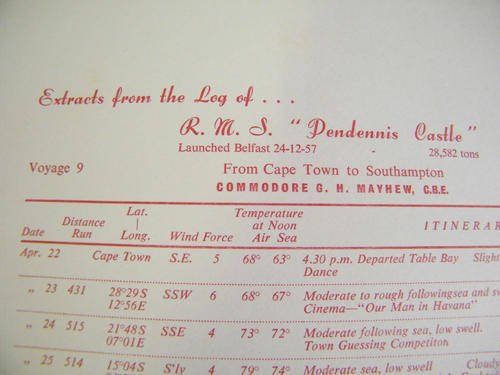 Extracts from the Log of . . .
R. M. S. "Pendennis Castle"
Launched Belfast 24-12-57 28,582 tons
Voyage 9 From Cape Town to Southampton
COMMODORE G. H. MAYHEW, C.B.E.
Date Distance Run Lat. | Long. Wind Force Temperature at Noon Air Sea ITINERAR
Apr. 22 Cape Town S.E. 5 68° 63° 4.30 p.m. Departed Table Bay Slight
Dance
„ 23 431 28°29S SSW 6 68° 67° Moderate to rough followingsea and sw
12°56E Cinema—"Our Man in Havana"
„ 24 515 21°48S SSE 4 73° 72° Moderate following sea, low swell.
07°01E Town Guessing Competiton
„ 25 514 15°04S S'ly 4 79° 74° Moderate sea, low swell Cloudy